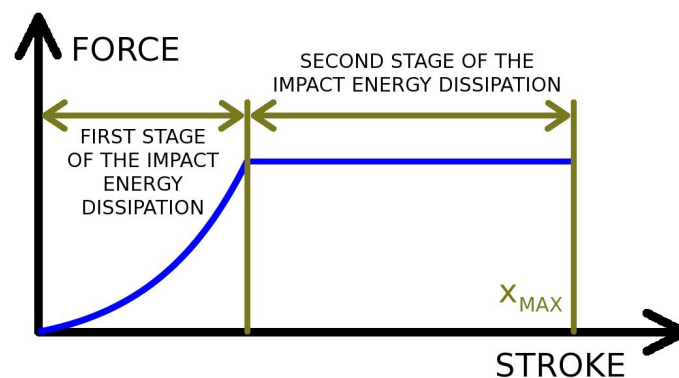 FORCE
SECOND STAGE OF THE
IMPACT ENERGY DISSIPATION
FIRST STAGE
OF THE IMPACT
ENERGY
DISSIPATION
XMAX
STROKE